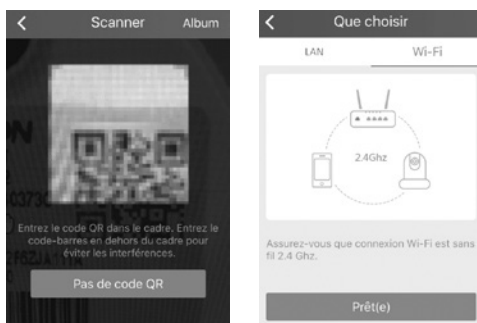 Scanner
Album
Entrez le code QR dans le cadre. Entrez le
code-barres en dehors du cadre pour
éviter les interférences.
Pas de code QR
Que choisir
LAN
Wi-Fi
2.4Ghz
Assurez-vous que connexion Wi-Fi est sans
fil 2.4 Ghz.
Prêt(e)